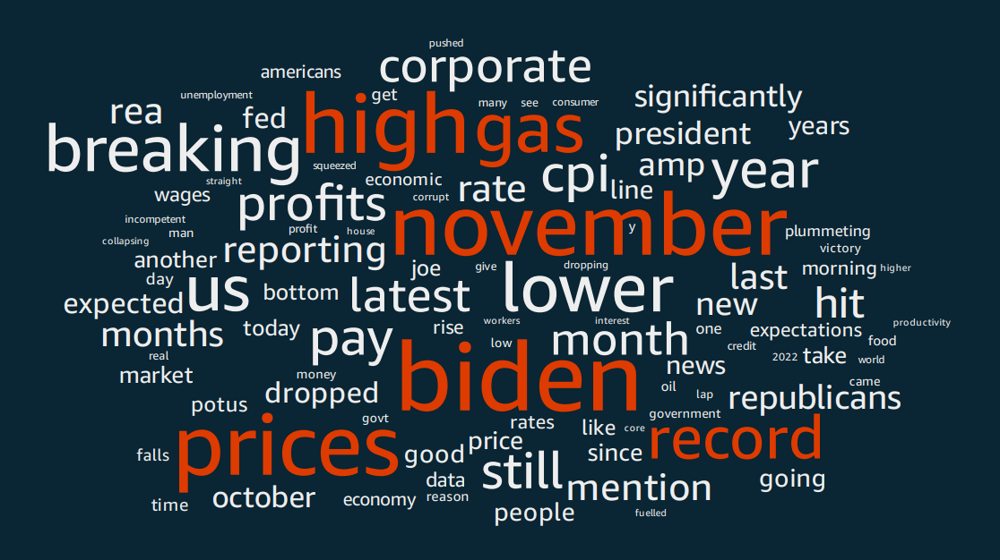 pushed
americans corporate
unemployment get many see consumer significantly
rea fed high gas president years
breaking squeezed economic cpi amp year
straight wages profits corrupt rate line
incompetent man profit house november y plummeting
collapsing another reporting joe give dropping victory
day us bottom latest lower last morning higher
expected new hit
months today pay rise workers interest month one expectations productivity
real low credit food
market money biden news 2022 take world
potus dropped oil lap republicans came
govt rates like core government
falls prices good price since record
data still mention going
time october economy reason
people fuelled